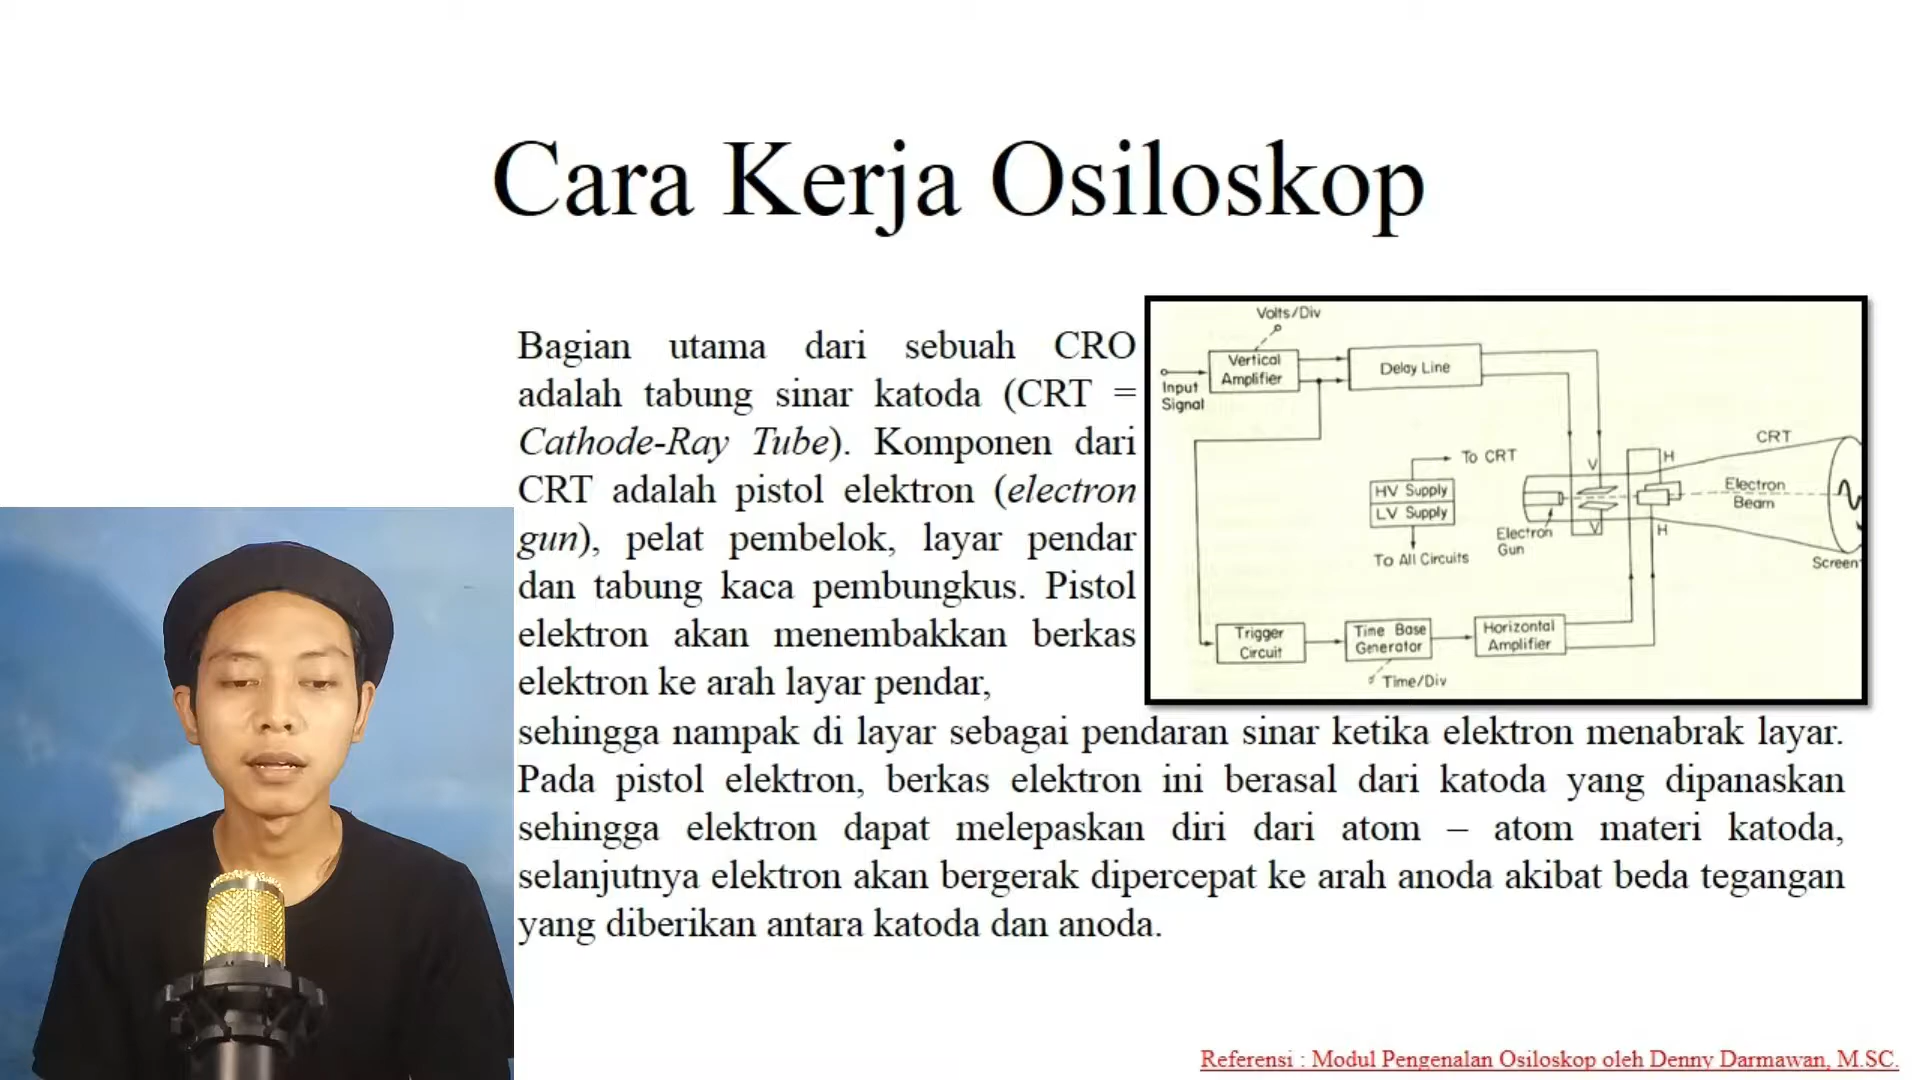 Cara Kerja Osiloskop
Bagian utama dari sebuah CRO
adalah tabung sinar katoda (CRT =
Cathode-Ray Tube). Komponen dari
CRT adalah pistol elektron (electron
gun), pelat pembelok, layar pendar
dan tabung kaca pembungkus. Pistol
elektron akan menembakkan berkas
elektron ke arah layar pendar,
sehingga nampak di layar sebagai pendaran sinar ketika elektron menabrak layar.
Pada pistol elektron, berkas elektron ini berasal dari katoda yang dipanaskan
sehingga elektron dapat melepaskan diri dari atom – atom materi katoda,
selanjutnya elektron akan bergerak dipercepat ke arah anoda akibat beda tegangan
yang diberikan antara katoda dan anoda.
Volts/Div
Vertical
Amplifier
Delay Line
Input
Signal
To CRT
HV Supply
LV Supply
To All Circuits
V
V
H
H
CRT
Electron
Beam
Electron
Gun
Screen
Trigger
Circuit
Time Base
Generator
Horizontal
Amplifier
Time/Div
Referensi : Modul Pengenalan Osiloskop oleh Denny Darmawan, M.SC.